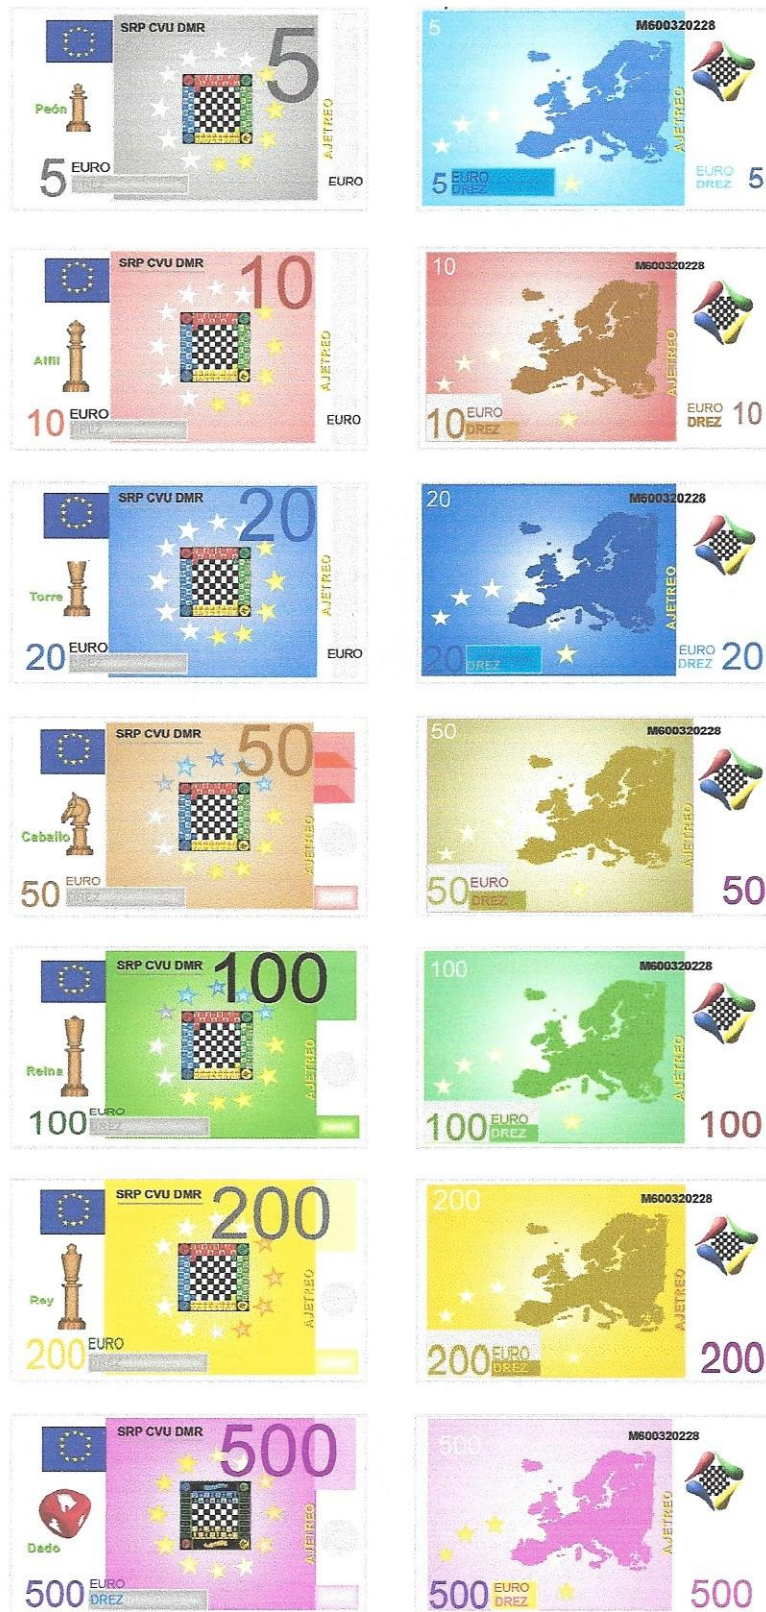 SRP CVU DMR
5
Peón
AJETREO
5 EURO
DREZ
EURO
5
M600320228
AJETREO
5 EURO
DREZ
EURO
DREZ 5
SRP CVU DMR
10
Alfil
AJETREO
10 EURO
DREZ
EURO
10
M600320228
AJETREO
10 EURO
DREZ
EURO
DREZ 10
SRP CVU DMR
20
Torre
AJETREO
20 EURO
DREZ
EURO
20
M600320228
AJETREO
20
DREZ
EURO
DREZ 20
SRP CVU DMR
50
Caballo
AJETREO
50 EURO
DREZ
50
M600320228
AJETREO
50 EURO
DREZ
50
SRP CVU DMR
100
Reina
AJETREO
100 EURO
DREZ
100
M600320228
AJETREO
100 EURO
DREZ
100
SRP CVU DMR
200
Rey
AJETREO
200 EURO
DREZ
200
M600320228
AJETREO
200 EURO
DREZ
200
SRP CVU DMR
500
Dado
AJETREO
500 EURO
DREZ
500
M600320228
AJETREO
500 EURO
DREZ
500